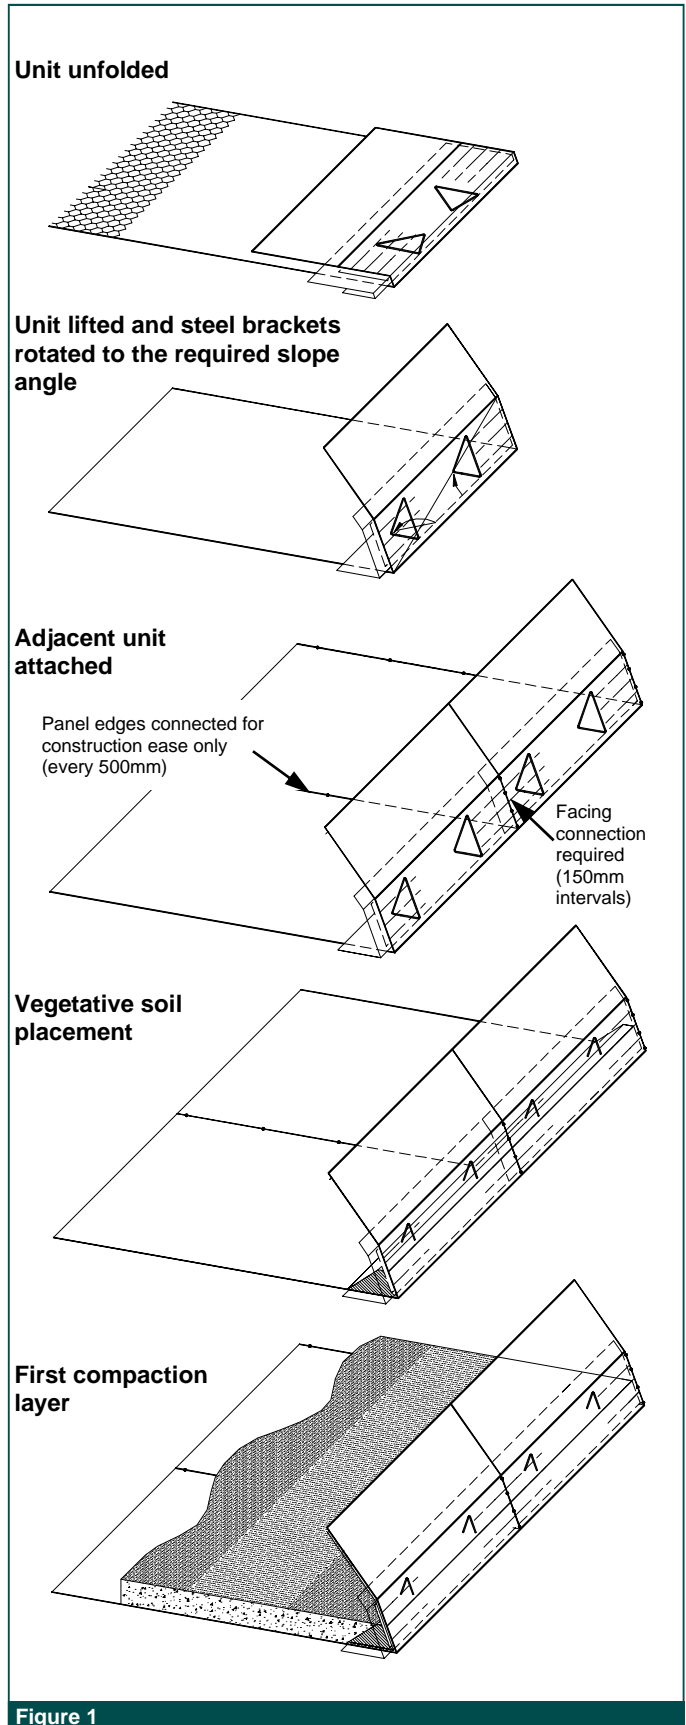 Unit unfolded
Unit lifted and steel brackets
rotated to the required slope
angle
Adjacent unit
attached
Panel edges connected for
construction ease only
(every 500mm)
Facing
connection
required
(150mm
intervals)
Vegetative soil
placement
First compaction
layer
Figure 1